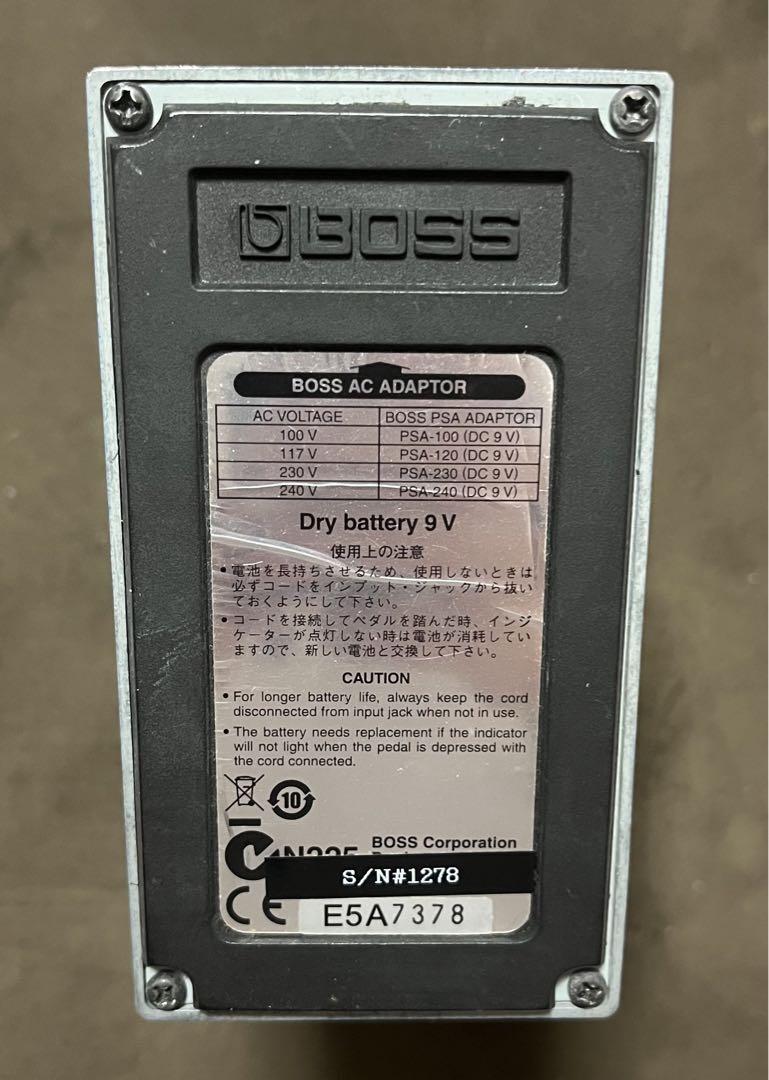 BOSS
BOSS AC ADAPTOR
AC VOLTAGE BOSS PSA ADAPTOR
100 V PSA-100 (DC 9 V)
117 V PSA-120 (DC 9 V)
230 V PSA-230 (DC 9 V)
240 V PSA-240 (DC 9 V)
Dry battery 9 V
使用上の注意
• 電池を長持ちさせるため、使用しないときは
必ずコードをインプット・ジャックから抜い
ておくようにして下さい。
• コードを接続してペダルを踏んだ時、インジ
ケーターが点灯しない時は電池が消耗してい
ますので、新しい電池と交換して下さい。
CAUTION
• For longer battery life, always keep the cord
disconnected from input jack when not in use.
• The battery needs replacement if the indicator
will not light when the pedal is depressed with
the cord connected.
10
BOSS Corporation
N225
S/N#1278
CE
E5A7378